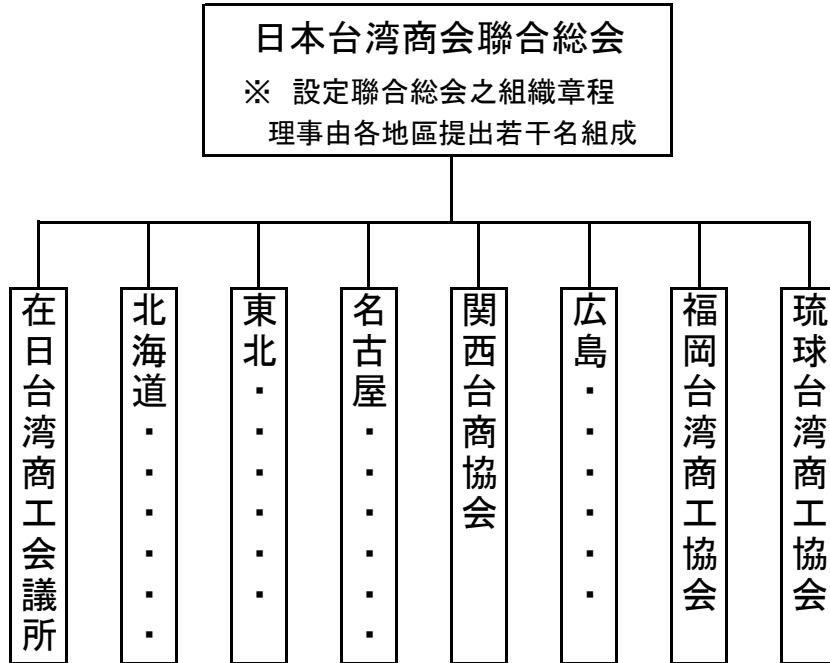 日本台湾商会聯合総会
※ 設定聯合総会之組織章程
理事由各地區提出若干名組成
在日台湾商工会議所
北海道・・・・・・
東北・・・・・・
名古屋・・・・・・
関西台商協会
広島・・・・・・
福岡台湾商工協会
琉球台湾商工協会